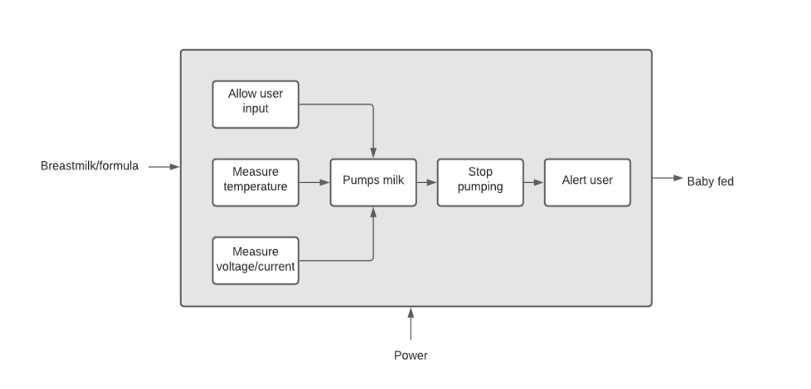 Allow user
input
Breastmilk/formula
Measure
temperature
Pumps milk
Stop
pumping
Alert user
Baby fed
Measure
voltage/current
Power